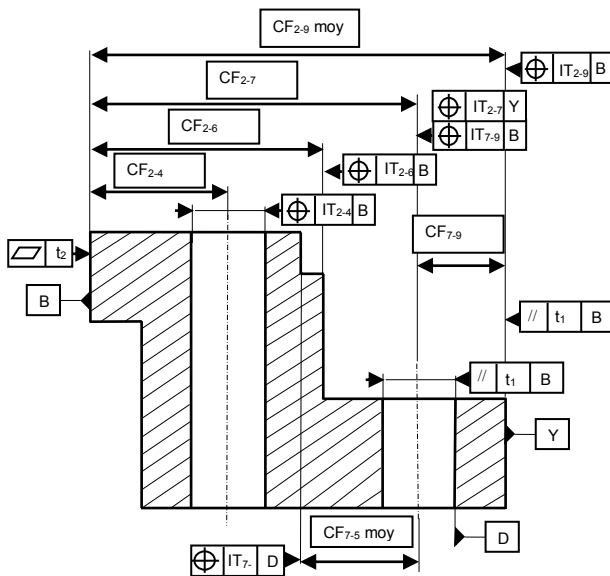 CF2-9 moy
⌖ IT2-9 B
CF2-7
⌖ IT2-7 Y
⌖ IT7-9 B
CF2-6
⌖ IT2-6 B
CF2-4
⌖ IT2-4 B
CF7-9
▱ t2
B
// t1 B
// t1 B
Y
CF7-5 moy
D
⌖ IT7- D